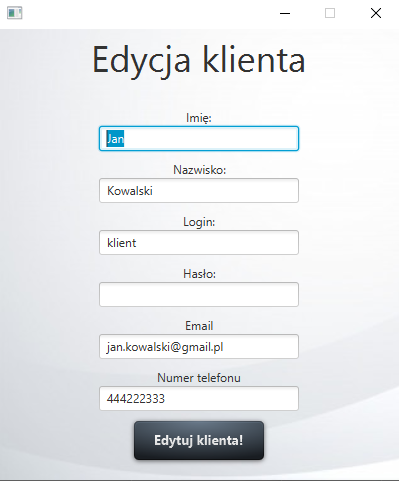 Edycja klienta
Imię:
Jan
Nazwisko:
Kowalski
Login:
klient
Hasło:
Email
jan.kowalski@gmail.pl
Numer telefonu
444222333
Edytuj klienta!